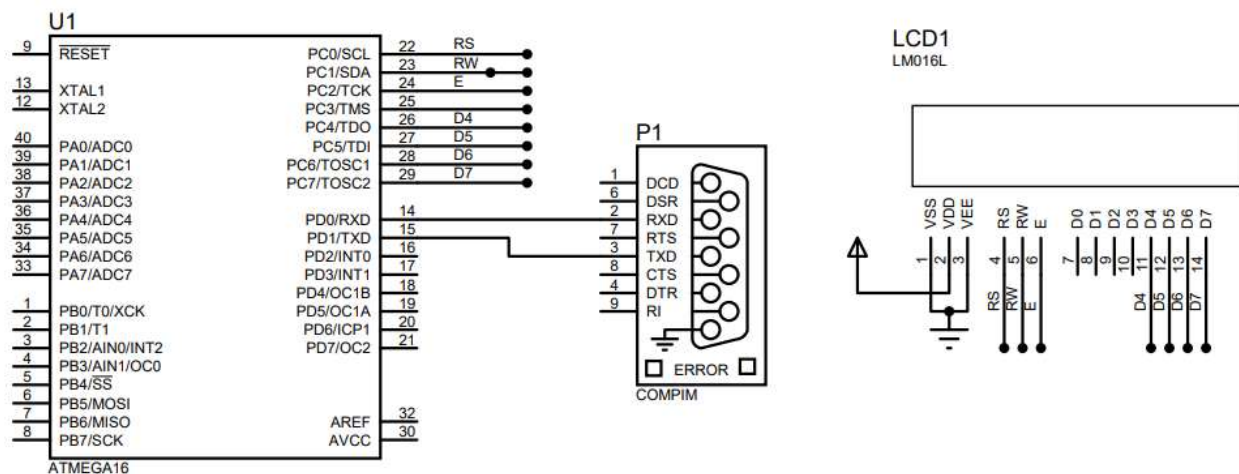 U1
9 RESET
13 XTAL1
12 XTAL2
40 PA0/ADC0
39 PA1/ADC1
38 PA2/ADC2
37 PA3/ADC3
36 PA4/ADC4
35 PA5/ADC5
34 PA6/ADC6
33 PA7/ADC7
1 PB0/T0/XCK
2 PB1/T1
3 PB2/AIN0/INT2
4 PB3/AIN1/OC0
5 PB4/SS
6 PB5/MOSI
7 PB6/MISO
8 PB7/SCK
PC0/SCL 22 RS
PC1/SDA 23 RW
PC2/TCK 24 E
PC3/TMS 25
PC4/TDO 26 D4
PC5/TDI 27 D5
PC6/TOSC1 28 D6
PC7/TOSC2 29 D7
PD0/RXD 14
PD1/TXD 15
PD2/INT0 16
PD3/INT1 17
PD4/OC1B 18
PD5/OC1A 19
PD6/ICP1 20
PD7/OC2 21
AREF 32
AVCC 30
ATMEGA16
P1
1 DCD
6 DSR
2 RXD
7 RTS
3 TXD
8 CTS
4 DTR
9 RI
ERROR
COMPIM
LCD1
LM016L
VSS VDD VEE RS RW E D0 D1 D2 D3 D4 D5 D6 D7
1 2 3 4 5 6 7 8 9 10 11 12 13 14
RS RW E D4 D5 D6 D7